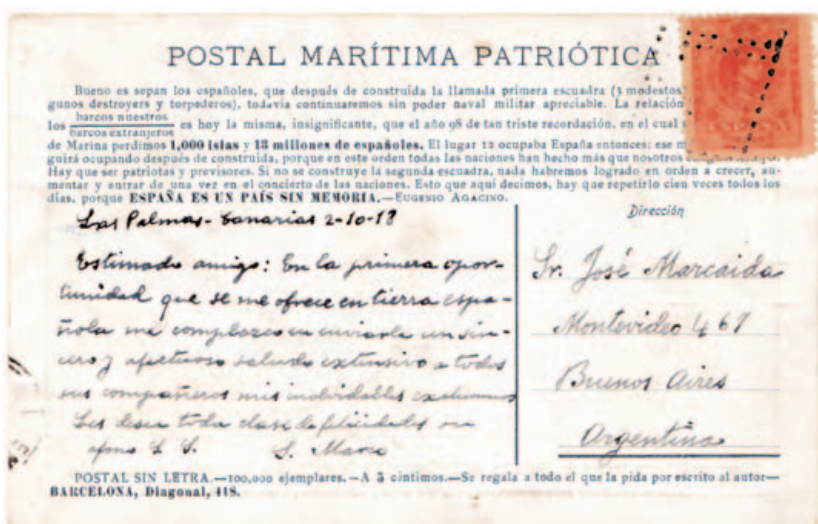 POSTAL MARÍTIMA PATRIÓTICA
Bueno es sepan los españoles, que después de construída la llamada primera escuadra (3 modestos
gunos destroyers y torpederos), todavía continuaremos sin poder naval militar apreciable. La relación
los barcos nuestros
barcos extranjeros es hoy la misma, insignificante, que el año 98 de tan triste recordación, en el cual
de Marina perdimos 1,000 islas y 18 millones de españoles. El lugar 12 ocupaba España entonces; ese
guirá ocupando después de construída, porque en este orden todas las naciones han hecho más que nosotros
Hay que ser patriotas y previsores. Si no se construye la segunda escuadra, nada habremos logrado en orden a crecer, au-
mentar y entrar de una vez en el concierto de las naciones. Esto que aquí decimos, hay que repetirlo cien veces todos los
días, porque ESPAÑA ES UN PAÍS SIN MEMORIA.—EUGENIO AGACINO.
Las Palmas - Canarias 2-10-18
Estimado amigo: En la primera opor-
tunidad que se me ofrece en tierra espa-
ñola me complazco en enviarle un sin-
cero y afectuoso saludo extensivo a todos
sus compañeros mis inolvidables
Les desea toda clase de felicidades su
afmo S. S. S. Marco
Dirección
Sr. José Marcaida
Montevideo 467
Buenos Aires
Argentina
POSTAL SIN LETRA.—100,000 ejemplares.—A 5 céntimos.—Se regala a todo el que la pida por escrito al autor—
BARCELONA, Diagonal, 418.